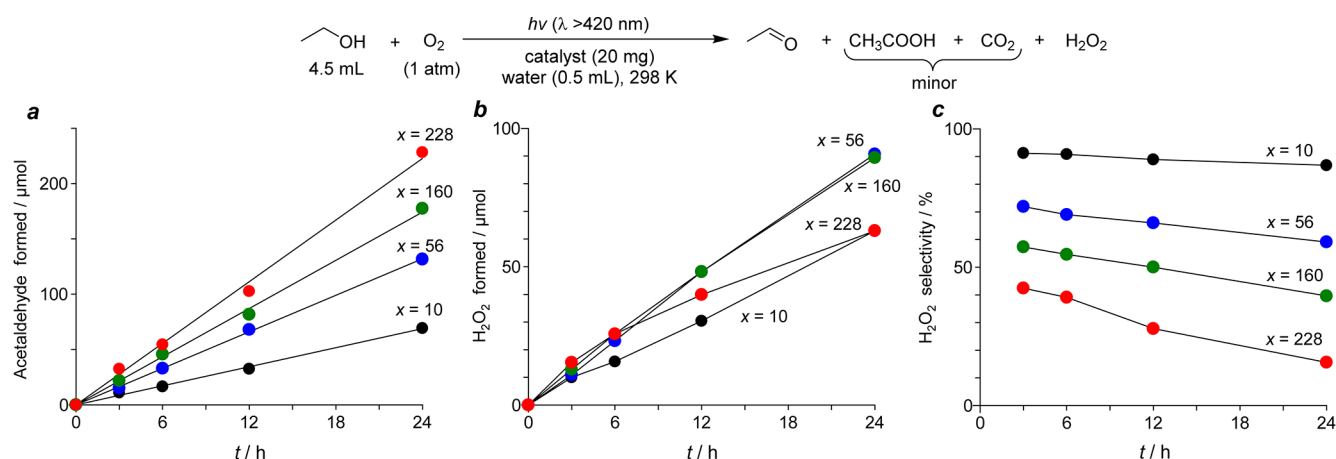 hν (λ >420 nm)
OH + O₂ O + CH3COOH + CO₂ + H₂O₂
4.5 mL (1 atm) catalyst (20 mg)
water (0.5 mL), 298 K
minor
a
Acetaldehyde formed / μmol
200
100
0
x = 228
x = 160
x = 56
x = 10
0 6 12 18 24
t / h
b
H₂O₂ formed / μmol
100
50
0
x = 56
x = 160
x = 228
x = 10
0 6 12 18 24
t / h
c
H₂O₂ selectivity / %
100
50
0
x = 10
x = 56
x = 160
x = 228
0 6 12 18 24
t / h